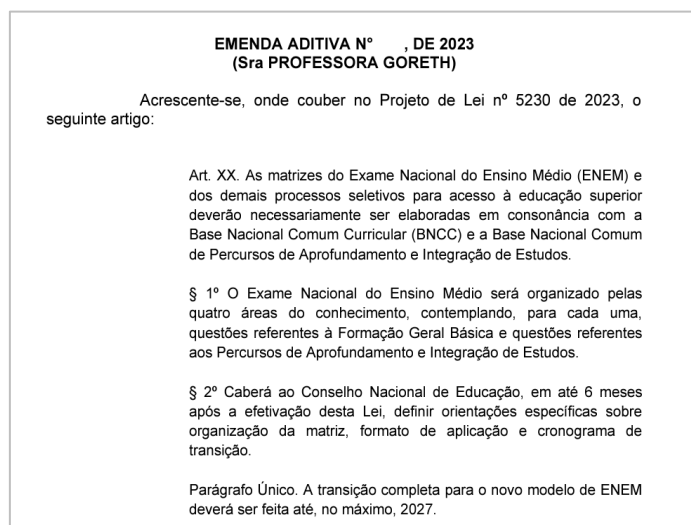 EMENDA ADITIVA N° , DE 2023
(Sra PROFESSORA GORETH)
Acrescente-se, onde couber no Projeto de Lei nº 5230 de 2023, o
seguinte artigo:
Art. XX. As matrizes do Exame Nacional do Ensino Médio (ENEM) e
dos demais processos seletivos para acesso à educação superior
deverão necessariamente ser elaboradas em consonância com a
Base Nacional Comum Curricular (BNCC) e a Base Nacional Comum
de Percursos de Aprofundamento e Integração de Estudos.
§ 1º O Exame Nacional do Ensino Médio será organizado pelas
quatro áreas do conhecimento, contemplando, para cada uma,
questões referentes à Formação Geral Básica e questões referentes
aos Percursos de Aprofundamento e Integração de Estudos.
§ 2º Caberá ao Conselho Nacional de Educação, em até 6 meses
após a efetivação desta Lei, definir orientações específicas sobre
organização da matriz, formato de aplicação e cronograma de
transição.
Parágrafo Único. A transição completa para o novo modelo de ENEM
deverá ser feita até, no máximo, 2027.